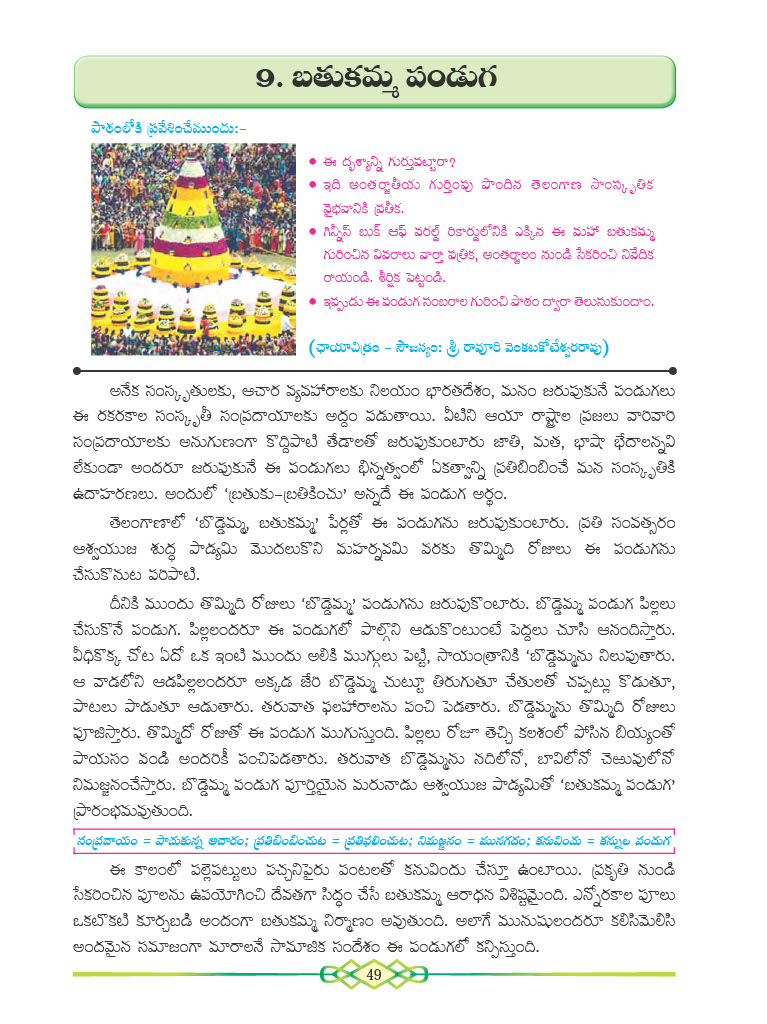 9. బతుకమ్మ పండుగ
పాఠంలోకి ప్రవేశించేముందు:–
• ఈ దృశ్యాన్ని గుర్తుపట్టారా?
• ఇది అంతర్జాతీయ గుర్తింపు పొందిన తెలంగాణ సాంస్కృతిక
వైభవానికి ప్రతీక.
• గిన్నీస్ బుక్ ఆఫ్ వరల్డ్ రికార్డులోనికి ఎక్కిన ఈ మహా బతుకమ్మ
గురించిన వివరాలు వార్తా పత్రిక, అంతర్జాలం నుండి సేకరించి నివేదిక
రాయండి. శీర్షిక పెట్టండి.
• ఇప్పడు ఈ పండుగ సంబరాల గురించి పాఠం ద్వారా తెలుసుకుందాం.
(ఛాయాచిత్రం – సౌజన్యం: శ్రీ రావూరి వెంకటకోటేశ్వరరావు)
అనేక సంస్కృతులకు, ఆచార వ్యవహారాలకు నిలయం భారతదేశం, మనం జరుపుకునే పండుగలు
ఈ రకరకాల సంస్కృతీ సంప్రదాయాలకు అద్దం పడుతాయి. వీటిని ఆయా రాష్ట్రాల ప్రజలు వారివారి
సంప్రదాయాలకు అనుగుణంగా కొద్దిపాటి తేడాలతో జరుపుకుంటారు జాతి, మత, భాషా భేదాలన్నవి
లేకుండా అందరూ జరుపుకునే ఈ పండుగలు భిన్నత్వంలో ఏకత్వాన్ని ప్రతిబింబించే మన సంస్కృతికి
ఉదాహరణలు. అందులో ‘బ్రతుకు–బ్రతికించు’ అన్నదే ఈ పండుగ అర్థం.
తెలంగాణాలో ‘బొడ్డెమ్మ, బతుకమ్మ’ పేర్లతో ఈ పండుగను జరుపుకుంటారు. ప్రతి సంవత్సరం
ఆశ్వయుజ శుద్ధ పాడ్యమి మొదలుకొని మహర్నవమి వరకు తొమ్మిది రోజులు ఈ పండుగను
చేసుకొనుట పరిపాటి.
దీనికి ముందు తొమ్మిది రోజులు ‘బొడ్డెమ్మ’ పండుగను జరుపుకొంటారు. బొడ్డెమ్మ పండుగ పిల్లలు
చేసుకొనే పండుగ. పిల్లలందరూ ఈ పండుగలో పాల్గొని ఆడుకొంటుంటే పెద్దలు చూసి ఆనందిస్తారు.
వీధికొక్క చోట ఏదో ఒక ఇంటి ముందు అలికి ముగ్గులు పెట్టి, సాయంత్రానికి ‘బొడ్డెమ్మను నిలుపుతారు.
ఆ వాడలోని ఆడపిల్లలందరూ అక్కడ జేరి బొడ్డెమ్మ చుట్టూ తిరుగుతూ చేతులతో చప్పట్లు కొడుతూ,
పాటలు పాడుతూ ఆడుతారు. తరువాత ఫలహారాలను పంచి పెడతారు. బొడ్డెమ్మను తొమ్మిది రోజులు
పూజిస్తారు. తొమ్మిదో రోజుతో ఈ పండుగ ముగుస్తుంది. పిల్లలు రోజూ తెచ్చి కలశంలో పోసిన బియ్యంతో
పాయసం వండి అందరికీ పంచిపెడతారు. తరువాత బొడ్డెమ్మను నదిలోనో, బావిలోనో చెఱువులోనో
నిమజ్జనంచేస్తారు. బొడ్డెమ్మ పండుగ పూర్తియైన మరునాడు ఆశ్వయుజ పాడ్యమితో ‘బతుకమ్మ పండుగ’
ప్రారంభమవుతుంది.
సంప్రదాయం = పాదుకున్న ఆచారం; ప్రతిబింబించుట = ప్రతిఫలించుట; నిమజ్జనం = మునగడం; కనువిందు = కన్నుల పండుగ
ఈ కాలంలో పల్లెపట్టులు పచ్చనిపైరు పంటలతో కనువిందు చేస్తూ ఉంటాయి. ప్రకృతి నుండి
సేకరించిన పూలను ఉపయోగించి దేవతగా సిద్ధం చేసే బతుకమ్మ ఆరాధన విశిష్టమైంది. ఎన్నోరకాల పూలు
ఒకటొకటి కూర్చబడి అందంగా బతుకమ్మ నిర్మాణం అవుతుంది. అలాగే మునుషులందరూ కలిసిమెలిసి
అందమైన సమాజంగా మారాలనే సామాజిక సందేశం ఈ పండుగలో కన్పిస్తుంది.
49